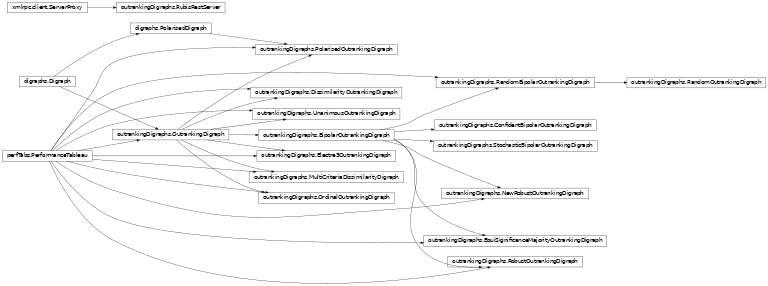 xmlrpc.client.ServerProxy
outrankingDigraphs.RubisRestServer
digraphs.PolarisedDigraph
outrankingDigraphs.PolarisedOutrankingDigraph
digraphs.Digraph
outrankingDigraphs.RandomBipolarOutrankingDigraph
outrankingDigraphs.RandomOutrankingDigraph
outrankingDigraphs.DissimilarityOutrankingDigraph
outrankingDigraphs.UnanimousOutrankingDigraph
outrankingDigraphs.ConfidentBipolarOutrankingDigraph
outrankingDigraphs.OutrankingDigraph
outrankingDigraphs.BipolarOutrankingDigraph
outrankingDigraphs.StochasticBipolarOutrankingDigraph
perfTabs.PerformanceTableau
outrankingDigraphs.Electre3OutrankingDigraph
outrankingDigraphs.MultiCriteriaDissimilarityDigraph
outrankingDigraphs.NewRobustOutrankingDigraph
outrankingDigraphs.OrdinalOutrankingDigraph
outrankingDigraphs.EquiSignificanceMajorityOutrankingDigraph
outrankingDigraphs.RobustOutrankingDigraph